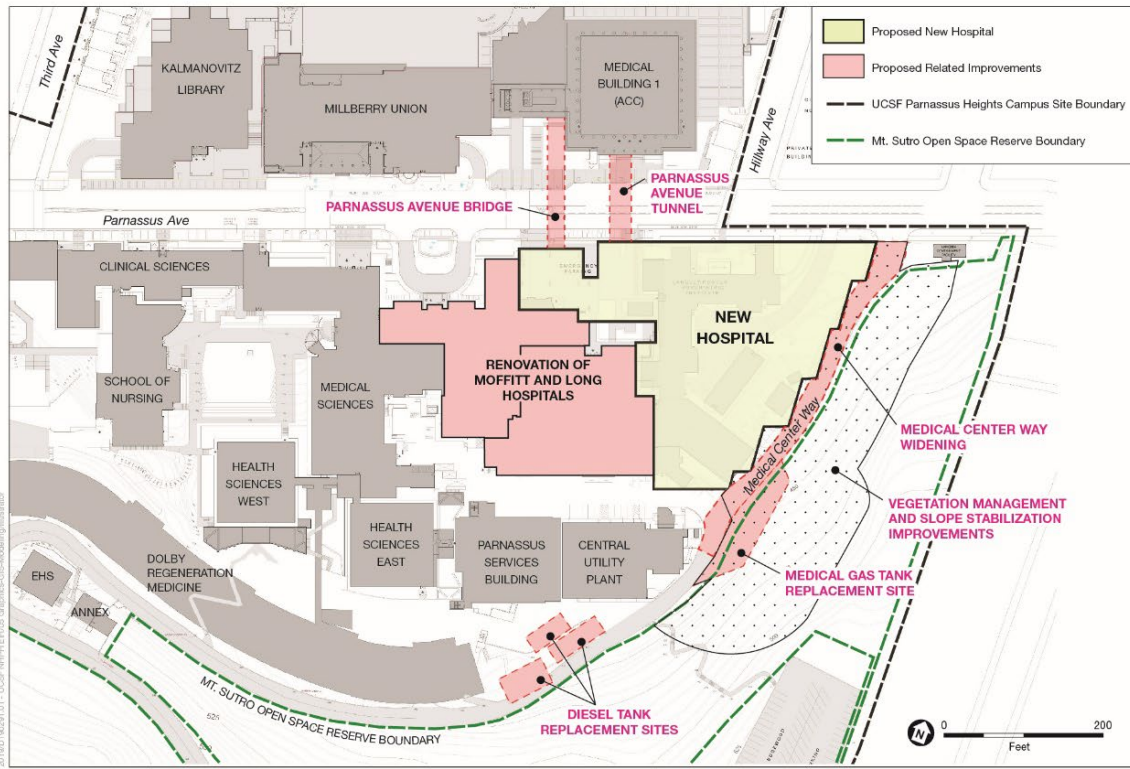 Third Ave
KALMANOVITZ
LIBRARY
MILLBERRY UNION
MEDICAL
BUILDING 1
(ACC)
Hillway Ave
Proposed New Hospital
Proposed Related Improvements
UCSF Parnassus Heights Campus Site Boundary
Mt. Sutro Open Space Reserve Boundary
PARNASSUS AVENUE BRIDGE
PARNASSUS
AVENUE
TUNNEL
Parnassus Ave
CLINICAL SCIENCES
SCHOOL OF
NURSING
MEDICAL
SCIENCES
RENOVATION OF
MOFFITT AND LONG
HOSPITALS
NEW
HOSPITAL
Medical Center Way
MEDICAL CENTER WAY
WIDENING
VEGETATION MANAGEMENT
AND SLOPE STABILIZATION
IMPROVEMENTS
MEDICAL GAS TANK
REPLACEMENT SITE
HEALTH
SCIENCES
WEST
HEALTH
SCIENCES
EAST
PARNASSUS
SERVICES
BUILDING
CENTRAL
UTILITY
PLANT
DOLBY
REGENERATION
MEDICINE
EHS
ANNEX
MT. SUTRO OPEN SPACE RESERVE BOUNDARY
525
DIESEL TANK
REPLACEMENT SITES
N
0
200
Feet